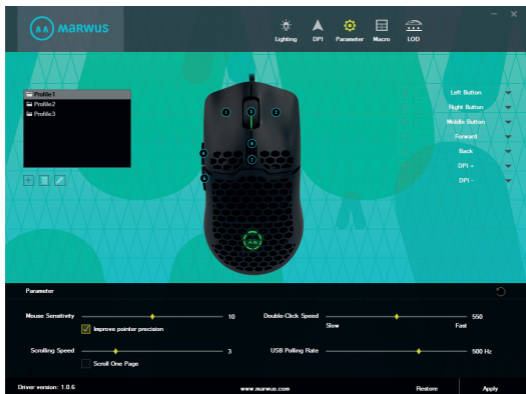 MARWUS
Lighting DPI Parameter Macro LOD
Profile1
Profile2
Profile3
Left Button
Right Button
Middle Button
Forward
Back
DPI +
DPI -
Parameter
Mouse Sensitivity 10
Improve pointer precision
Scrolling Speed 3
Scroll One Page
Double-Click Speed 550
Slow Fast
USB Polling Rate 500 Hz
Driver version: 1.0.6 www.marwus.com Restore Apply